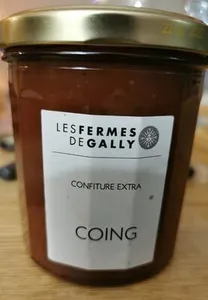 LESFERMES
DEGALLY
CONFITURE EXTRA
COING